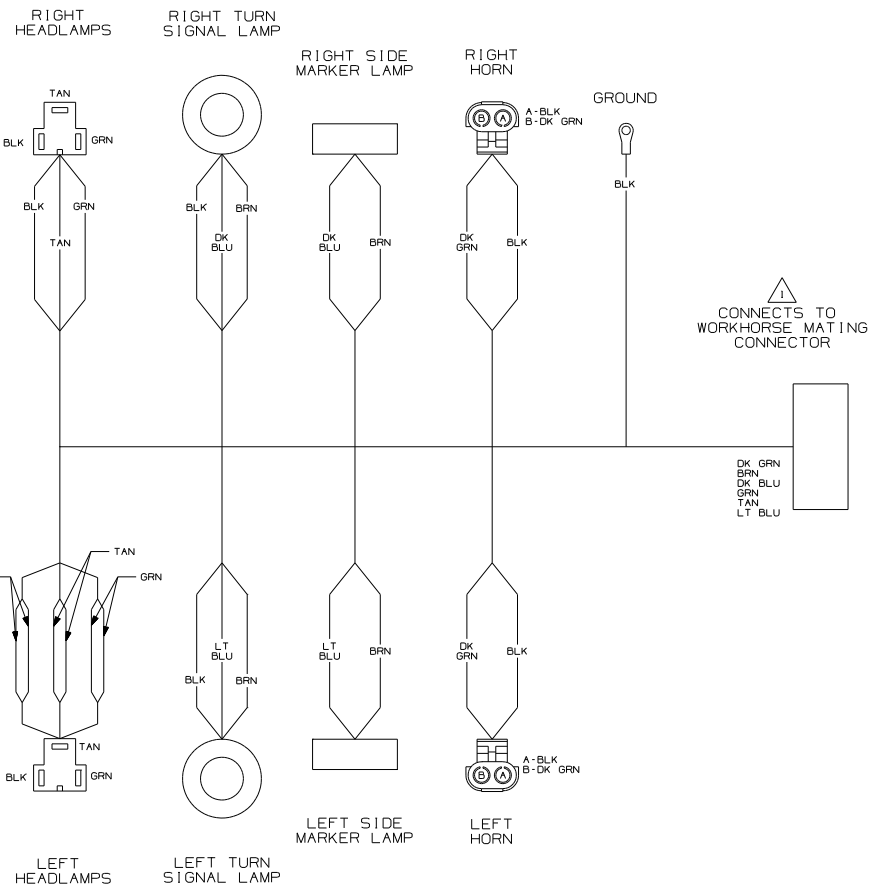 RIGHT
HEADLAMPS
RIGHT TURN
SIGNAL LAMP
RIGHT SIDE
MARKER LAMP
RIGHT
HORN
GROUND
TAN
BLK
GRN
A-BLK
B-DK GRN
B
A
BLK
BLK
GRN
TAN
BLK
BRN
DK
BLU
DK
BLU
BRN
DK
GRN
BLK
1
CONNECTS TO
WORKHORSE MATING
CONNECTOR
DK GRN
BRN
DK BLU
GRN
TAN
LT BLU
TAN
GRN
LT
BLU
BLK
BRN
LT
BLU
BRN
DK
GRN
BLK
TAN
BLK
GRN
B
A
A-BLK
B-DK GRN
LEFT
HEADLAMPS
LEFT TURN
SIGNAL LAMP
LEFT SIDE
MARKER LAMP
LEFT
HORN